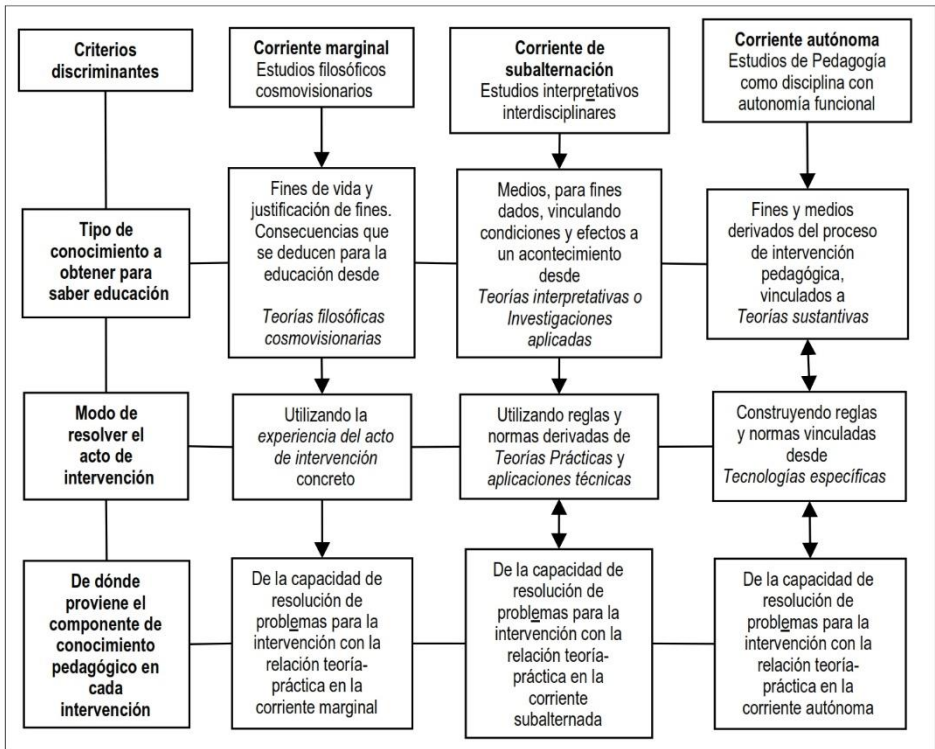 Criterios
discriminantes
Corriente marginal
Estudios filosóficos
cosmovisionarios
Corriente de
subalternación
Estudios interpretativos
interdisciplinares
Corriente autónoma
Estudios de Pedagogía
como disciplina con
autonomía funcional
Tipo de
conocimiento a
obtener para
saber educación
Fines de vida y
justificación de fines.
Consecuencias que
se deducen para la
educación desde
Teorías filosóficas
cosmovisionarias
Medios, para fines
dados, vinculando
condiciones y efectos a
un acontecimiento
desde
Teorías interpretativas o
Investigaciones
aplicadas
Fines y medios
derivados del proceso
de intervención
pedagógica,
vinculados a
Teorías sustantivas
Modo de
resolver el
acto de
intervención
Utilizando la
experiencia del acto
de intervención
concreto
Utilizando reglas y
normas derivadas de
Teorías Prácticas y
aplicaciones técnicas
Construyendo reglas
y normas vinculadas
desde
Tecnologías específicas
De dónde
proviene el
componente de
conocimiento
pedagógico en
cada
intervención
De la capacidad de
resolución de
problemas para la
intervención con la
relación teoría-
práctica en la
corriente marginal
De la capacidad de
resolución de
problemas para la
intervención con la
relación teoría-
práctica en la
corriente
subalternada
De la capacidad de
resolución de
problemas para la
intervención con la
relación teoría-
práctica en la
corriente autónoma